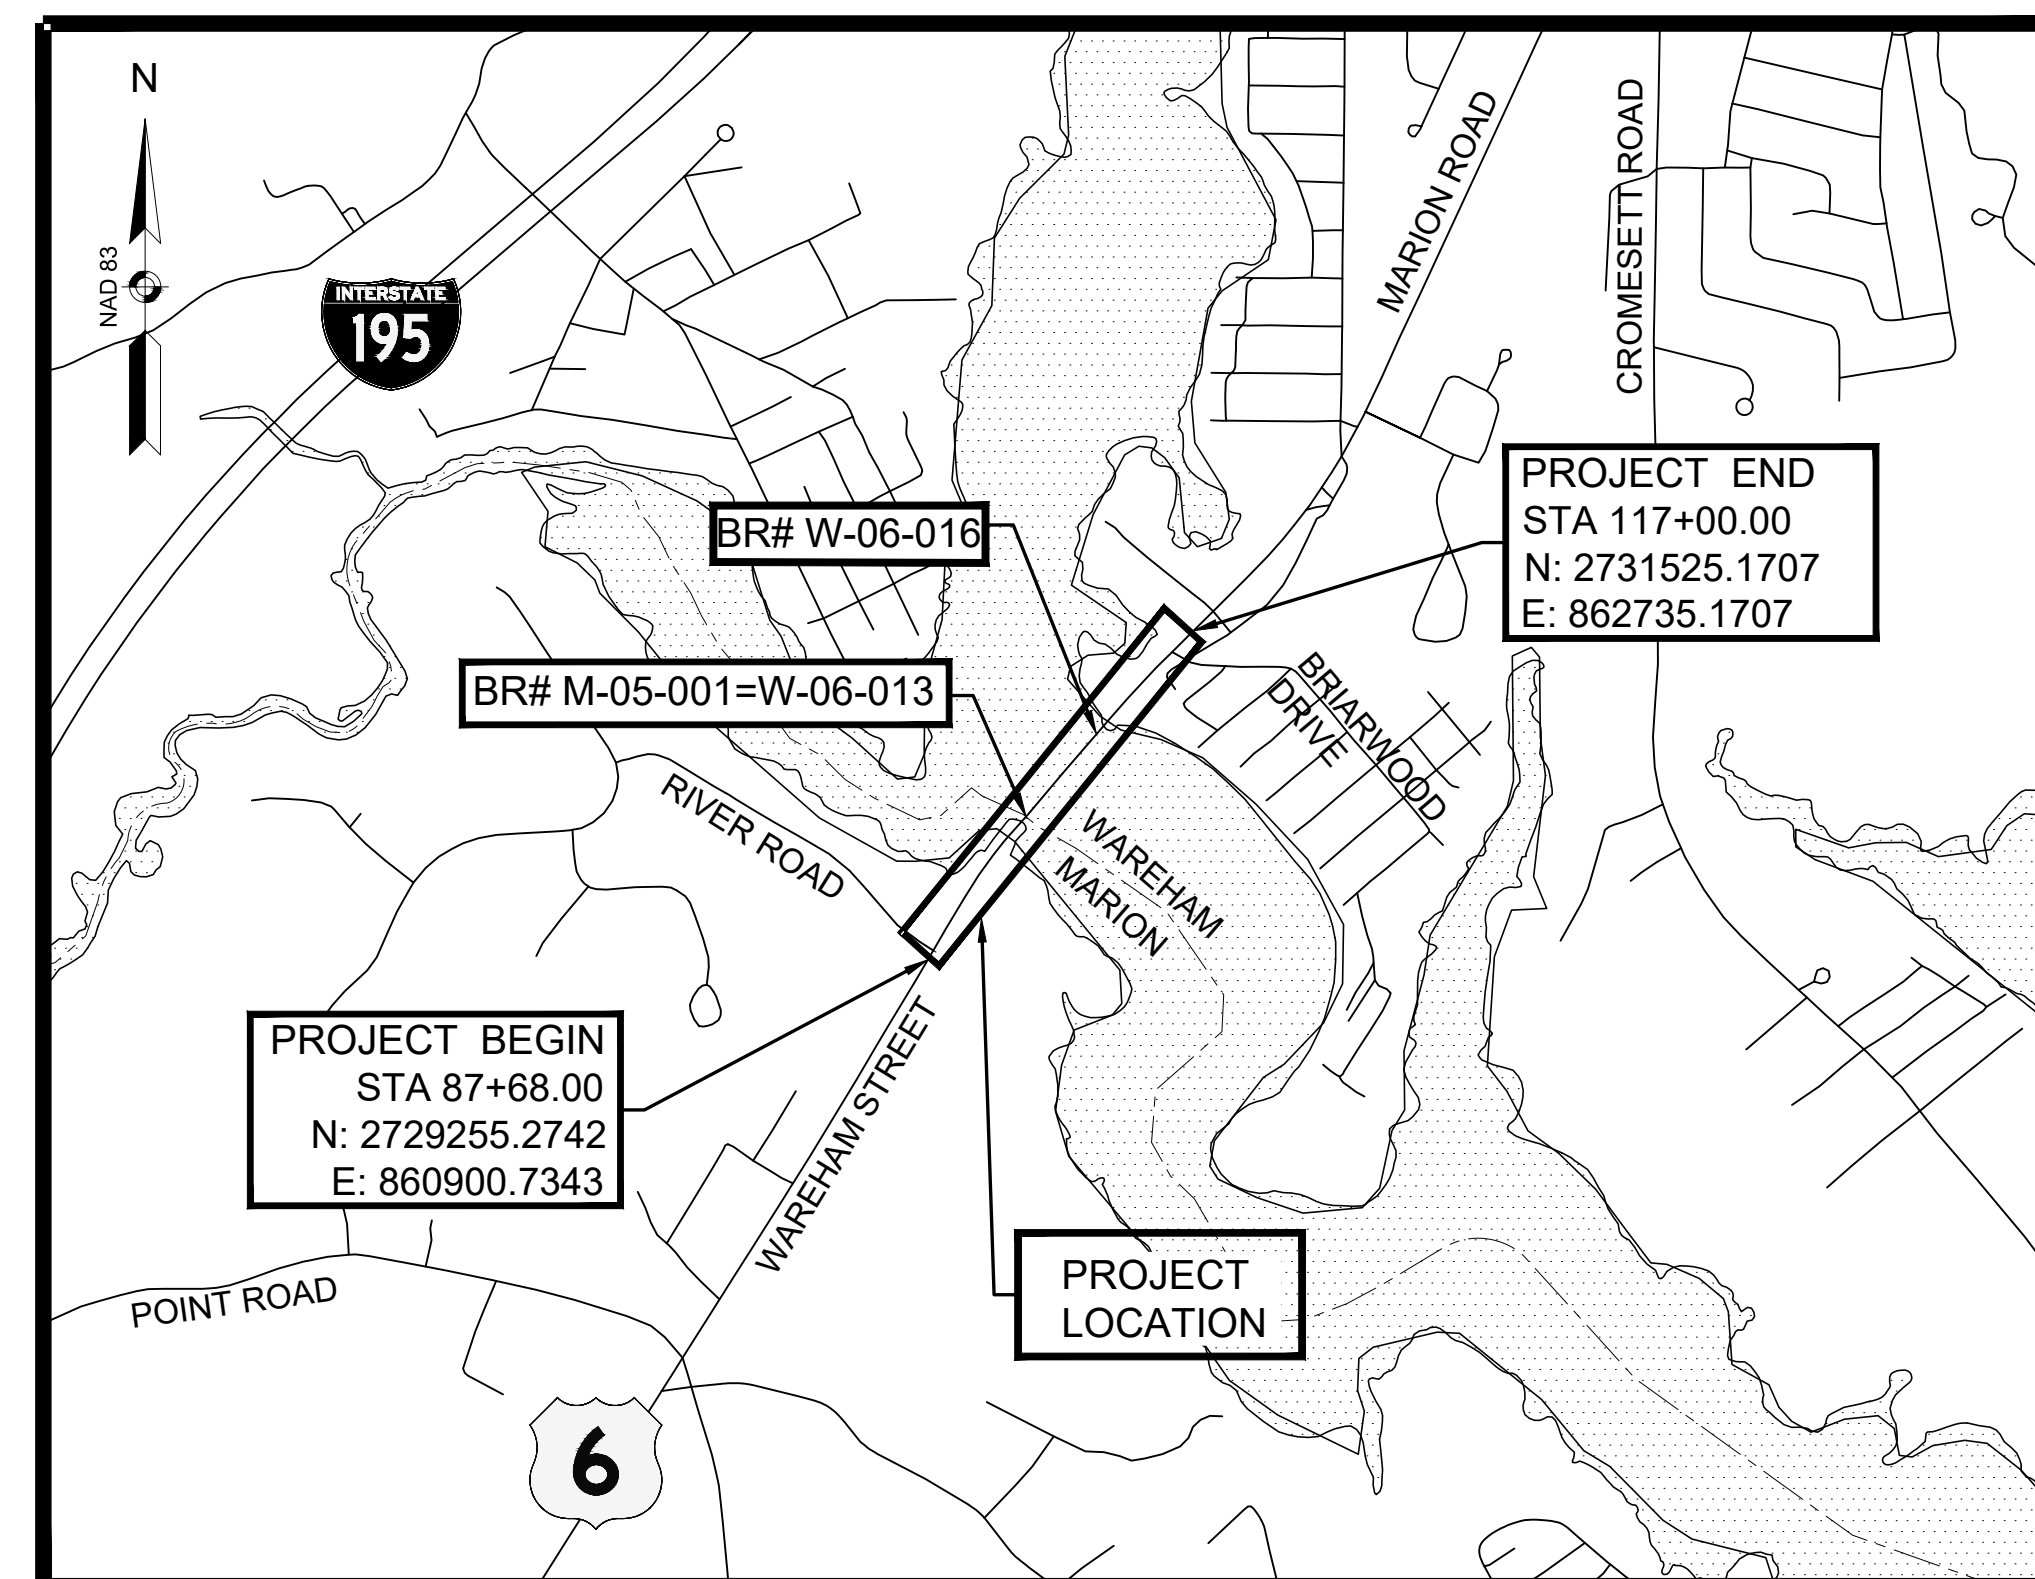 N
NAD 83
INTERSTATE
195
MARION ROAD
CROMESETT ROAD
PROJECT END
STA 117+00.00
N: 2731525.1707
E: 862735.1707
BR# W-06-016
BR# M-05-001=W-06-013
BRIARWOOD
DRIVE
RIVER ROAD
WAREHAM
MARION
PROJECT BEGIN
STA 87+68.00
N: 2729255.2742
E: 860900.7343
WAREHAM STREET
PROJECT
LOCATION
POINT ROAD
6